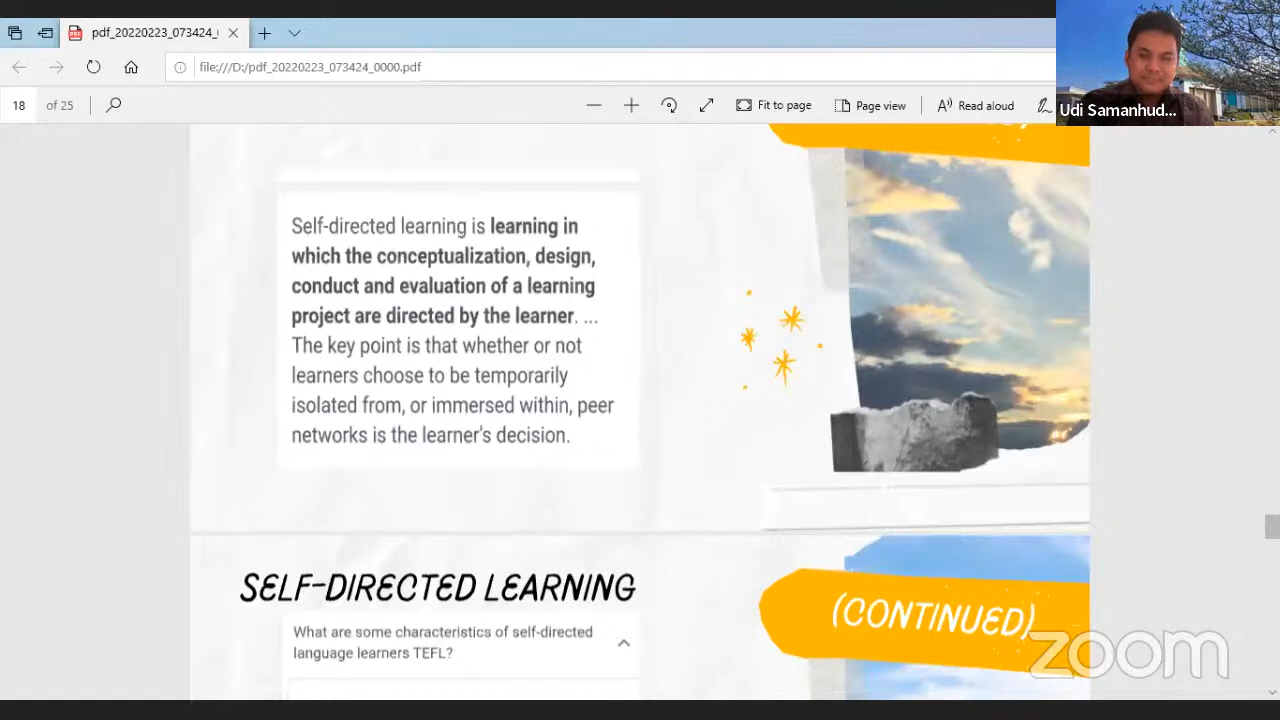 pdf_20220223_073424_
file:///D:/pdf_20220223_073424_0000.pdf
18 of 25
Fit to page
Page view
Read aloud
Udi Samanhud...
Self-directed learning is learning in
which the conceptualization, design,
conduct and evaluation of a learning
project are directed by the learner. ...
The key point is that whether or not
learners choose to be temporarily
isolated from, or immersed within, peer
networks is the learner's decision.
SELF-DIRECTED LEARNING
(CONTINUED)
What are some characteristics of self-directed
language learners TEFL?
zoom